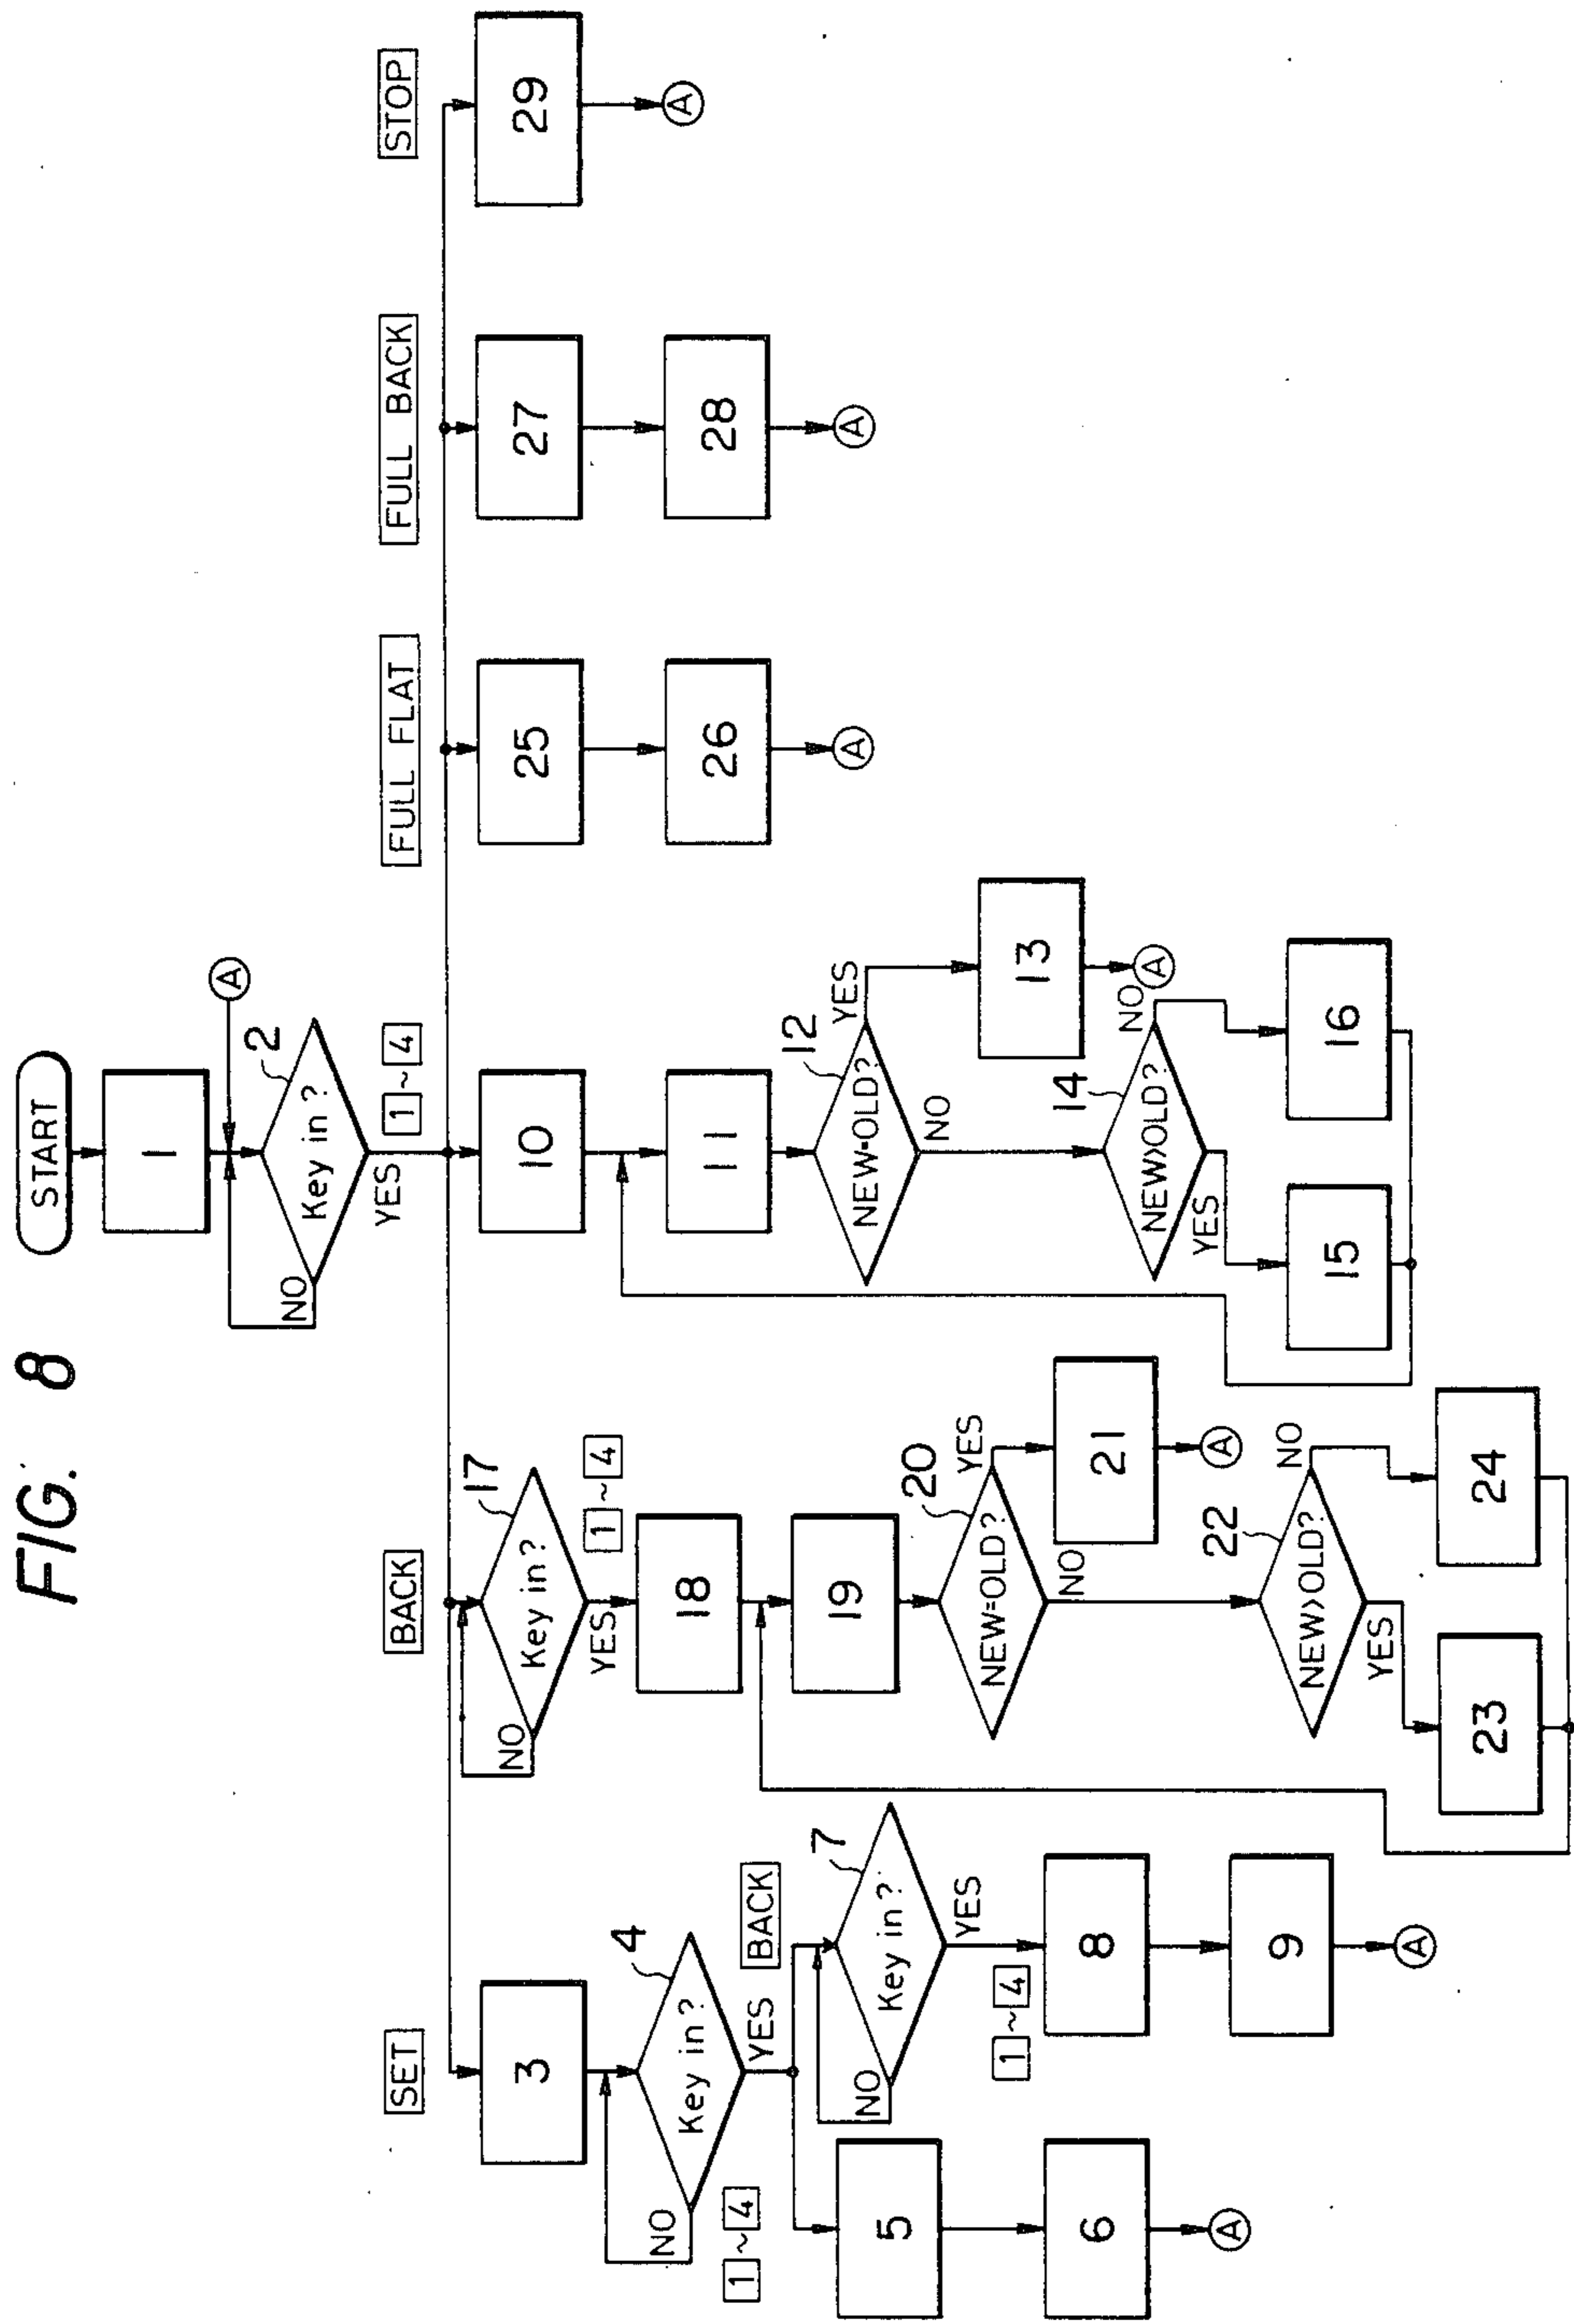 FIG. 8
START
1
A
2
Key in?
NO
YES
SET
BACK
1~4
FULL FLAT
FULL BACK
STOP
3
4
Key in?
NO
YES
1~4
BACK
5
6
A
7
Key in?
NO
YES
1~4
8
9
A
17
Key in?
NO
YES
1~4
18
19
20
NEW=OLD?
YES
NO
21
A
22
NEW>OLD?
YES
NO
23
24
10
11
12
NEW=OLD?
YES
NO
13
A
14
NEW>OLD?
YES
NO
15
16
25
26
A
27
28
A
29
A